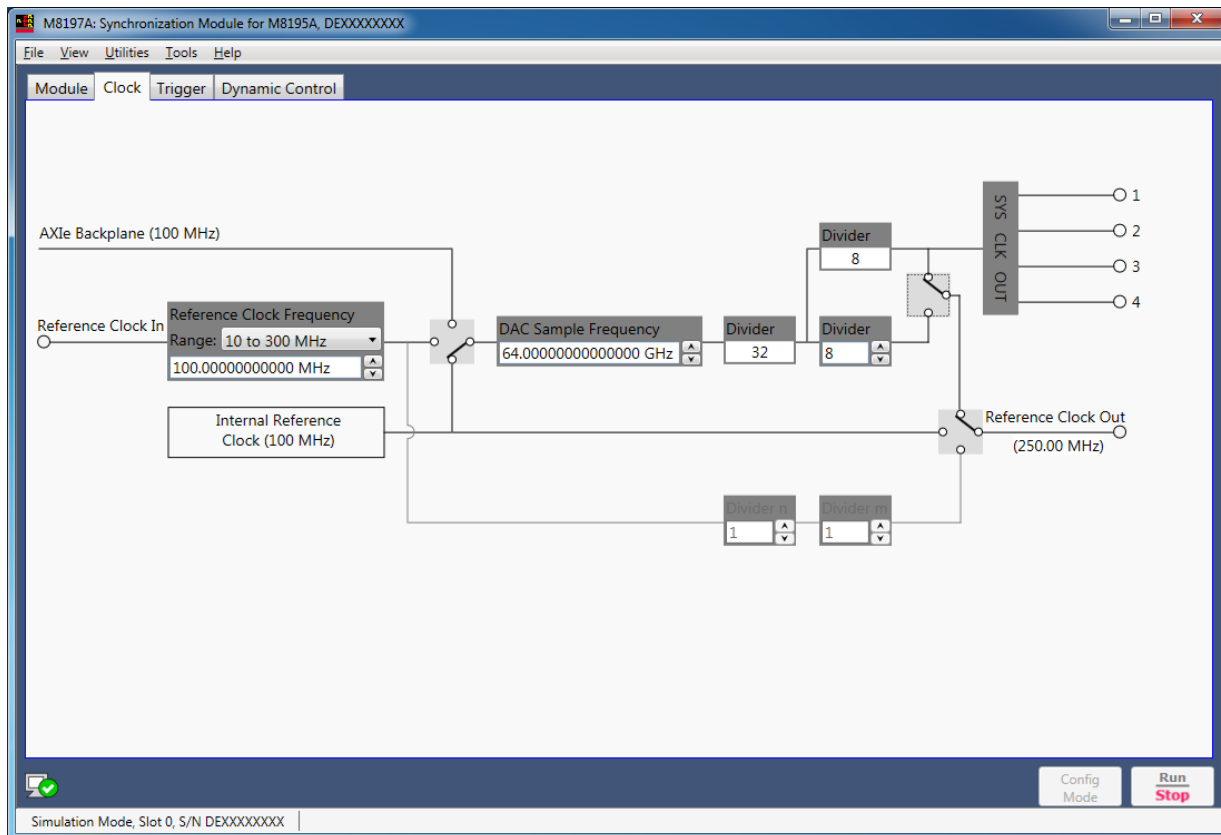 M8197A: Synchronization Module for M8195A, DEXXXXXXXX
File View Utilities Tools Help
Module Clock Trigger Dynamic Control
AXIe Backplane (100 MHz)
Reference Clock In
Reference Clock Frequency
Range: 10 to 300 MHz
100.00000000000 MHz
Internal Reference
Clock (100 MHz)
DAC Sample Frequency
64.00000000000000 GHz
Divider
32
Divider
8
Divider
8
SYS CLK OUT
1
2
3
4
Reference Clock Out
(250.00 MHz)
Divider n
1
Divider m
1
Config
Mode
Run
Stop
Simulation Mode, Slot 0, S/N DEXXXXXXXX